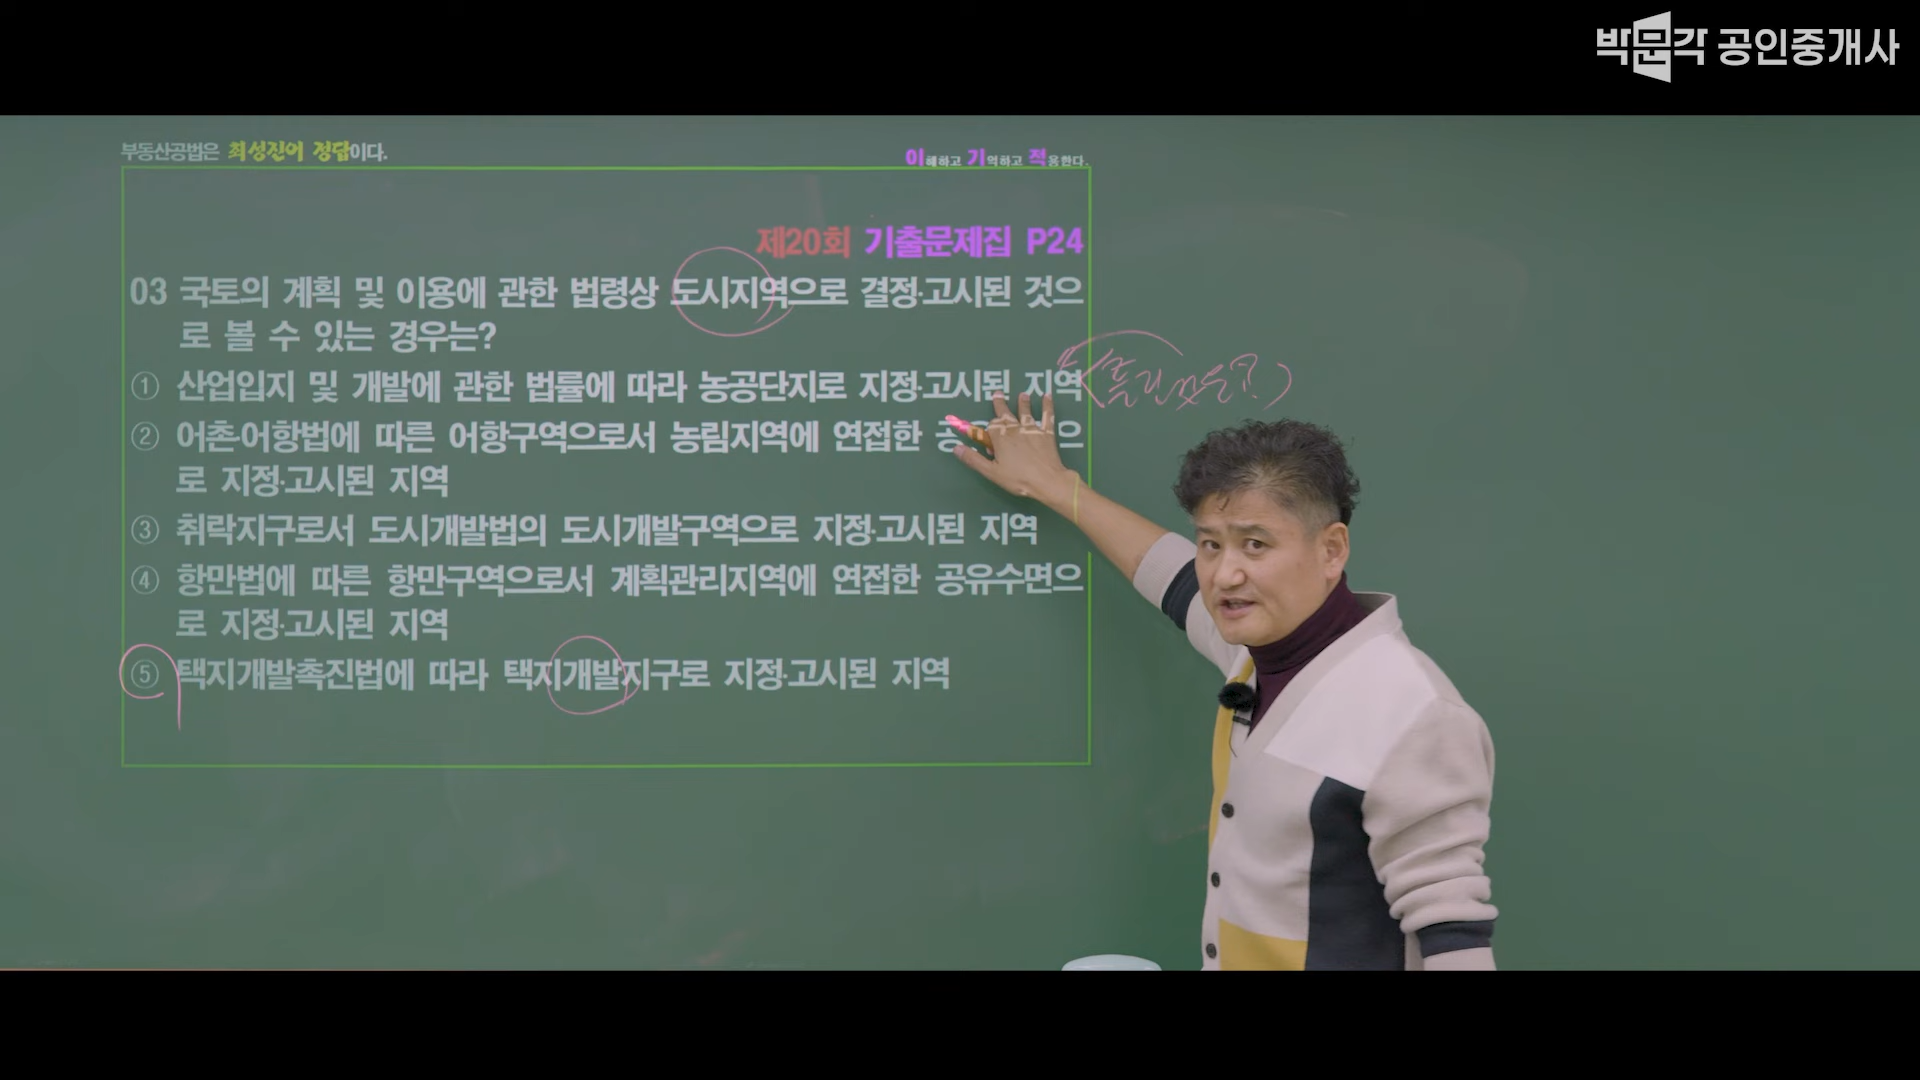 박문각 공인중개사
부동산공법은 최성진이 정답이다.
이해하고 기억하고 적용한다.
제20회 기출문제집 P24
03 국토의 계획 및 이용에 관한 법령상 도시지역으로 결정·고시된 것으
로 볼 수 있는 경우는?
① 산업입지 및 개발에 관한 법률에 따라 농공단지로 지정·고시된 지역
② 어촌·어항법에 따른 어항구역으로서 농림지역에 연접한 공유수면으
로 지정·고시된 지역
③ 취락지구로서 도시개발법의 도시개발구역으로 지정·고시된 지역
④ 항만법에 따른 항만구역으로서 계획관리지역에 연접한 공유수면으
로 지정·고시된 지역
⑤ 택지개발촉진법에 따라 택지개발지구로 지정·고시된 지역